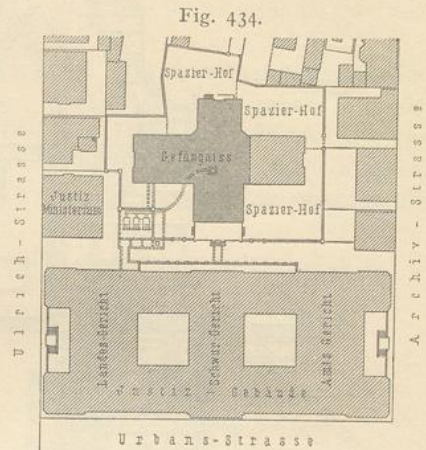 Fig. 434.
Spazier-Hof
Spazier-Hof
Gefängniss
Justiz
Ministerium
Spazier-Hof
Ulrich-Strasse
Archiv-Strasse
Landes-Gericht
Schwur-Gericht
Amts Gericht
Justiz-Gebäude
Urbans-Strasse